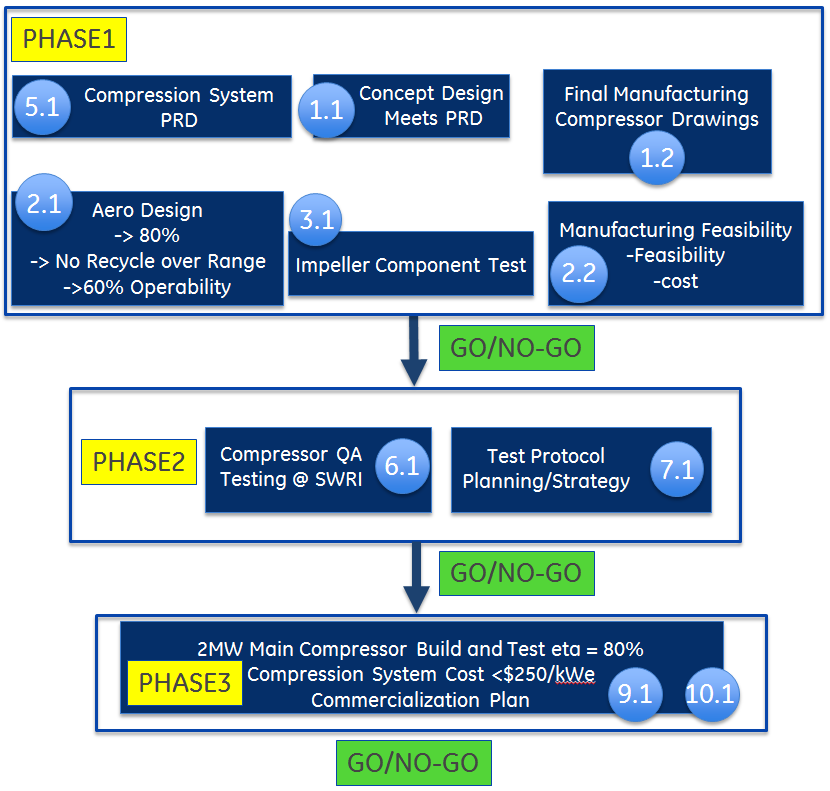 PHASE1
5.1
Compression System
PRD
1.1
Concept Design
Meets PRD
Final Manufacturing
Compressor Drawings
1.2
2.1
Aero Design
-> 80%
-> No Recycle over Range
->60% Operability
3.1
Impeller Component Test
Manufacturing Feasibility
-Feasibility
-cost
2.2
GO/NO-GO
PHASE2
Compressor QA
Testing @ SWRI
6.1
Test Protocol
Planning/Strategy
7.1
GO/NO-GO
2MW Main Compressor Build and Test eta = 80%
PHASE3
Compression System Cost <$250/kWe
Commercialization Plan
9.1
10.1
GO/NO-GO